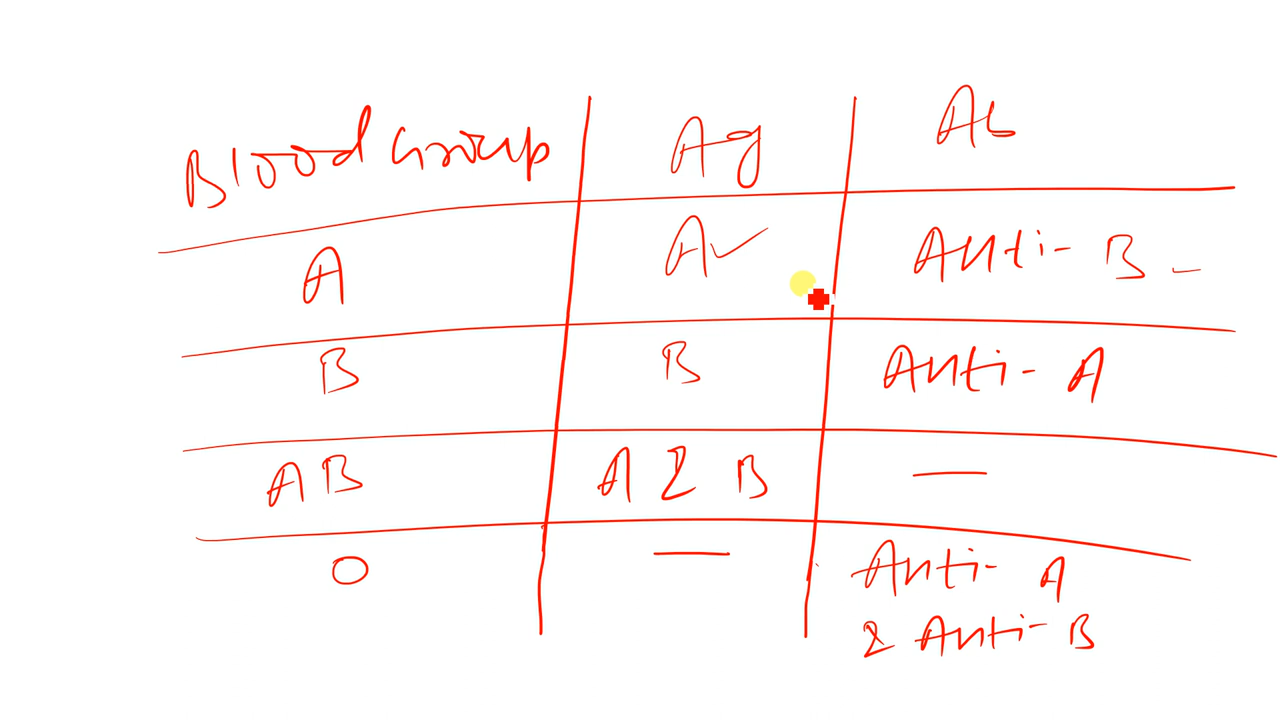 Blood Group Ag Ab
A A Anti- B
B B Anti- A
AB A & B —
O — Anti- A
& Anti- B